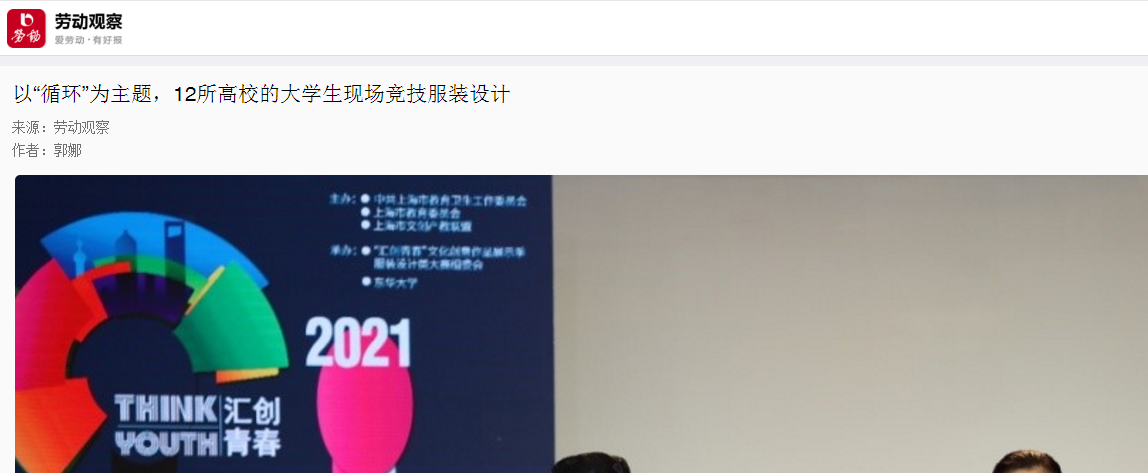 劳动观察
爱劳动·有好报
以“循环”为主题，12所高校的大学生现场竞技服装设计
来源：劳动观察
作者：郭娜
主办：●中共上海市教育卫生工作委员会
●上海市教育委员会
●上海市文创产教联盟
承办：●“汇创青春”文化创意作品展示季
服装设计类大赛组委会
●东华大学
2021
THINK YOUTH
汇创青春